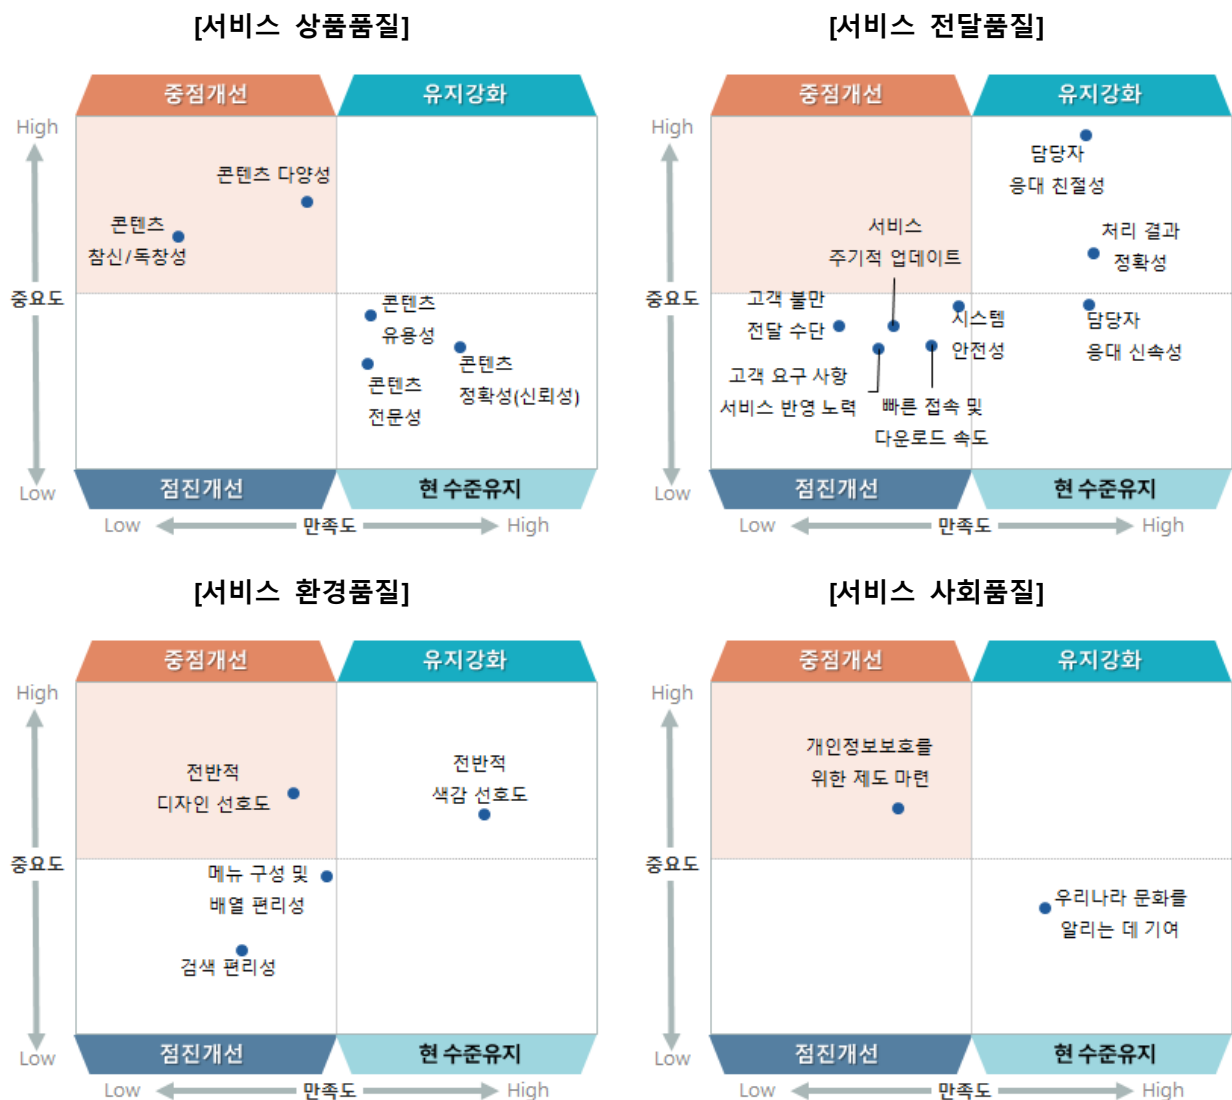 [서비스 상품품질]
중점개선
유지강화
High
콘텐츠 다양성
콘텐츠
참신/독창성
중요도
콘텐츠
유용성
콘텐츠
정확성(신뢰성)
콘텐츠
전문성
Low
점진개선
현 수준유지
Low
만족도
High
[서비스 전달품질]
중점개선
유지강화
High
담당자
응대 친절성
서비스
주기적 업데이트
처리 결과
정확성
중요도
고객 불만
전달 수단
시스템
안전성
담당자
응대 신속성
고객 요구 사항
서비스 반영 노력
빠른 접속 및
다운로드 속도
Low
점진개선
현 수준유지
Low
만족도
High
[서비스 환경품질]
중점개선
유지강화
High
전반적
디자인 선호도
전반적
색감 선호도
중요도
메뉴 구성 및
배열 편리성
검색 편리성
Low
점진개선
현 수준유지
Low
만족도
High
[서비스 사회품질]
중점개선
유지강화
High
개인정보보호를
위한 제도 마련
중요도
우리나라 문화를
알리는 데 기여
Low
점진개선
현 수준유지
Low
만족도
High